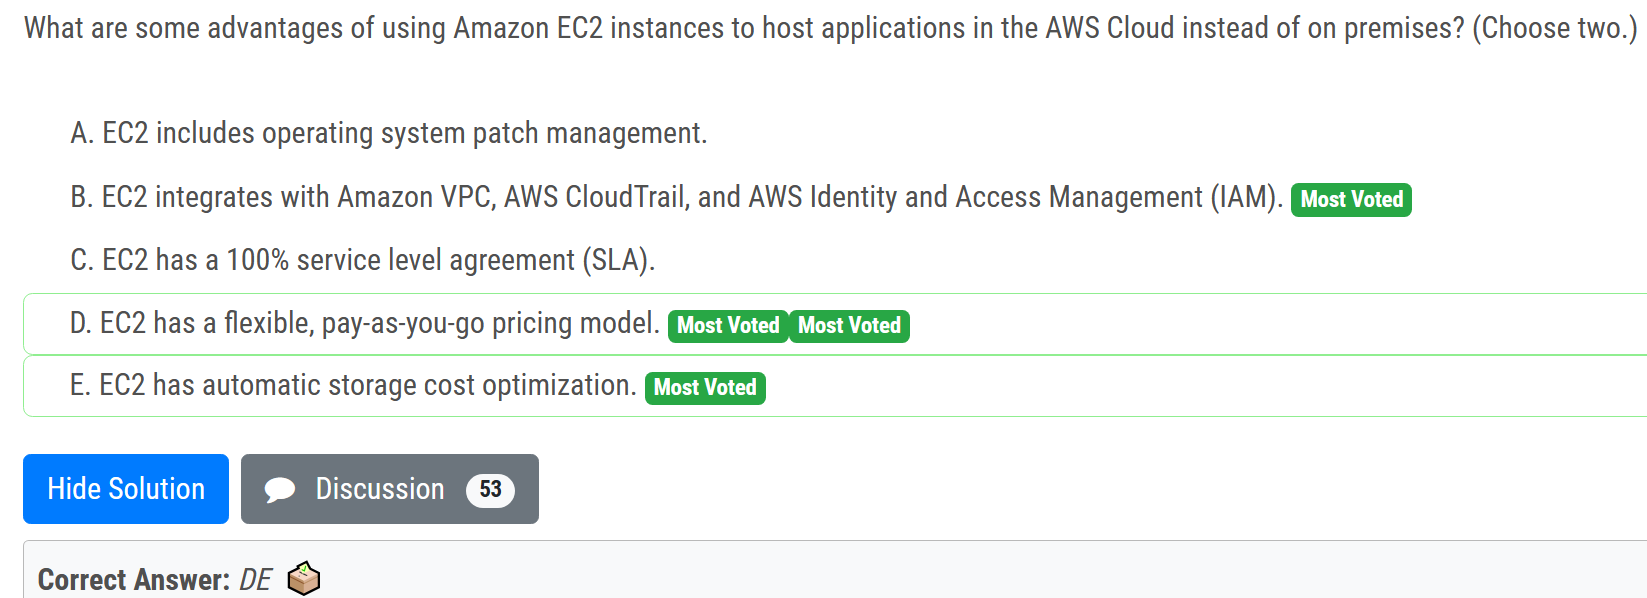 What are some advantages of using Amazon EC2 instances to host applications in the AWS Cloud instead of on premises? (Choose two.)
A. EC2 includes operating system patch management.
B. EC2 integrates with Amazon VPC, AWS CloudTrail, and AWS Identity and Access Management (IAM). Most Voted
C. EC2 has a 100% service level agreement (SLA).
D. EC2 has a flexible, pay-as-you-go pricing model. Most Voted Most Voted
E. EC2 has automatic storage cost optimization. Most Voted
Hide Solution Discussion 53
Correct Answer: DE